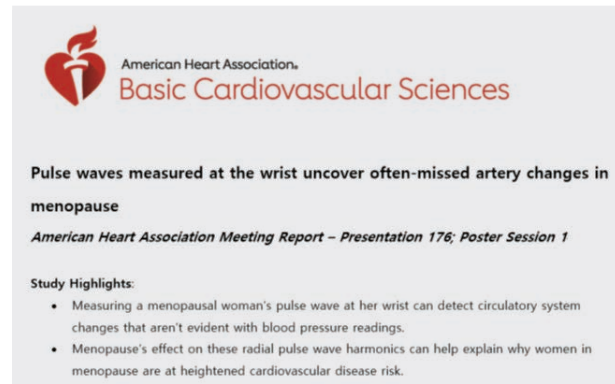 American Heart Association.
Basic Cardiovascular Sciences
Pulse waves measured at the wrist uncover often-missed artery changes in
menopause
American Heart Association Meeting Report – Presentation 176; Poster Session 1
Study Highlights:
• Measuring a menopausal woman's pulse wave at her wrist can detect circulatory system
changes that aren't evident with blood pressure readings.
• Menopause's effect on these radial pulse wave harmonics can help explain why women in
menopause are at heightened cardiovascular disease risk.